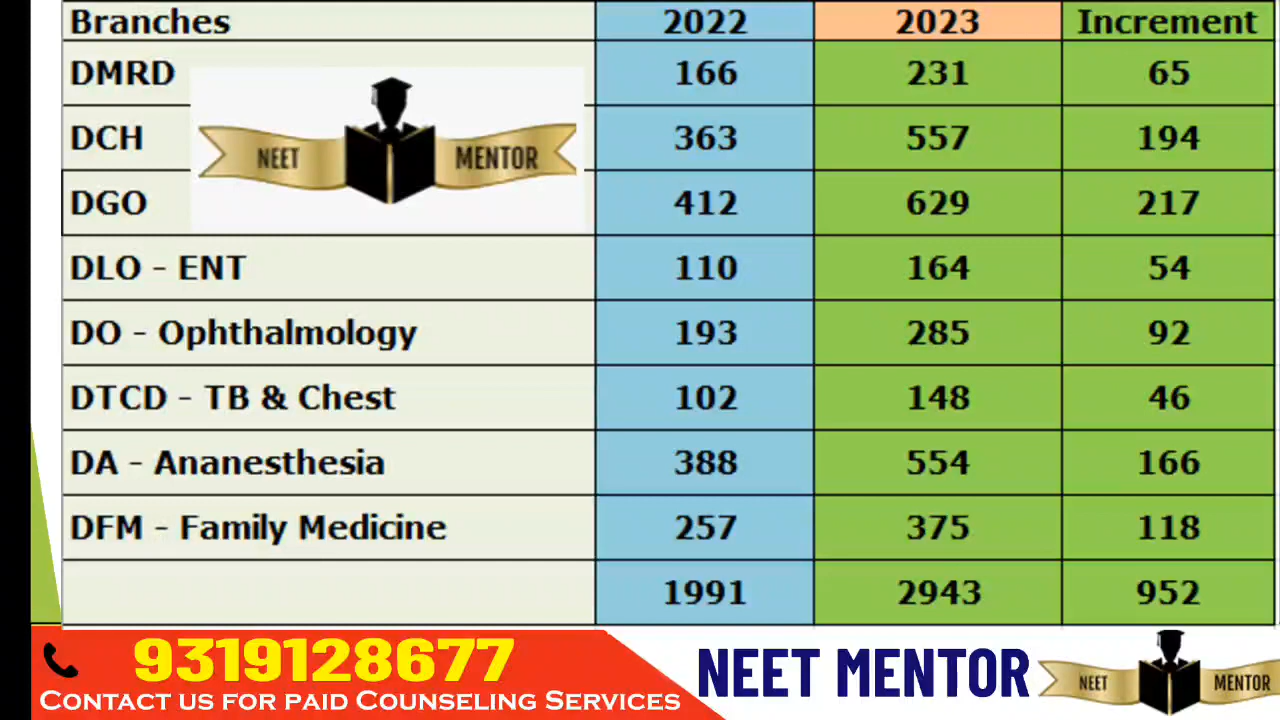 Branches 2022 2023 Increment
DMRD 166 231 65
DCH 363 557 194
DGO 412 629 217
DLO - ENT 110 164 54
DO - Ophthalmology 193 285 92
DTCD - TB & Chest 102 148 46
DA - Ananesthesia 388 554 166
DFM - Family Medicine 257 375 118
1991 2943 952
NEET MENTOR
9319128677
CONTACT US FOR PAID COUNSELING SERVICES
NEET MENTOR
NEET MENTOR